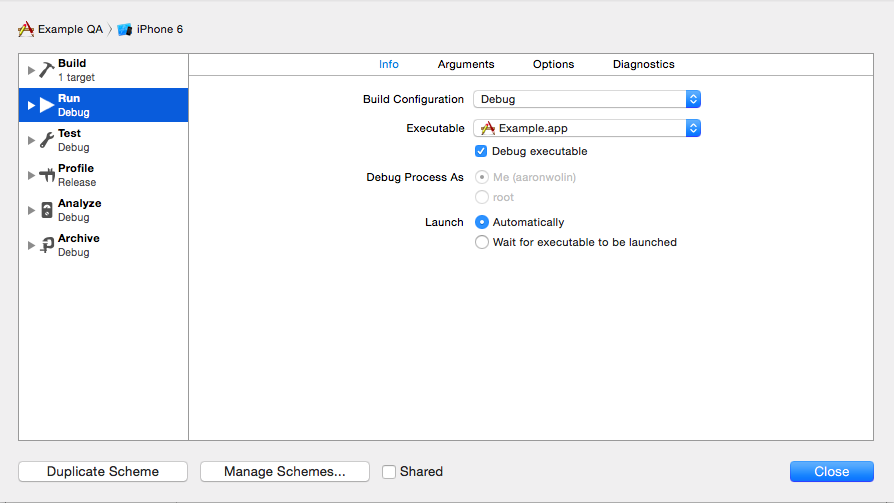 Example QA iPhone 6
Build
1 target
Run
Debug
Test
Debug
Profile
Release
Analyze
Debug
Archive
Debug
Info Arguments Options Diagnostics
Build Configuration Debug
Executable Example.app
Debug executable
Debug Process As Me (aaronwolin)
root
Launch Automatically
Wait for executable to be launched
Duplicate Scheme Manage Schemes... Shared Close